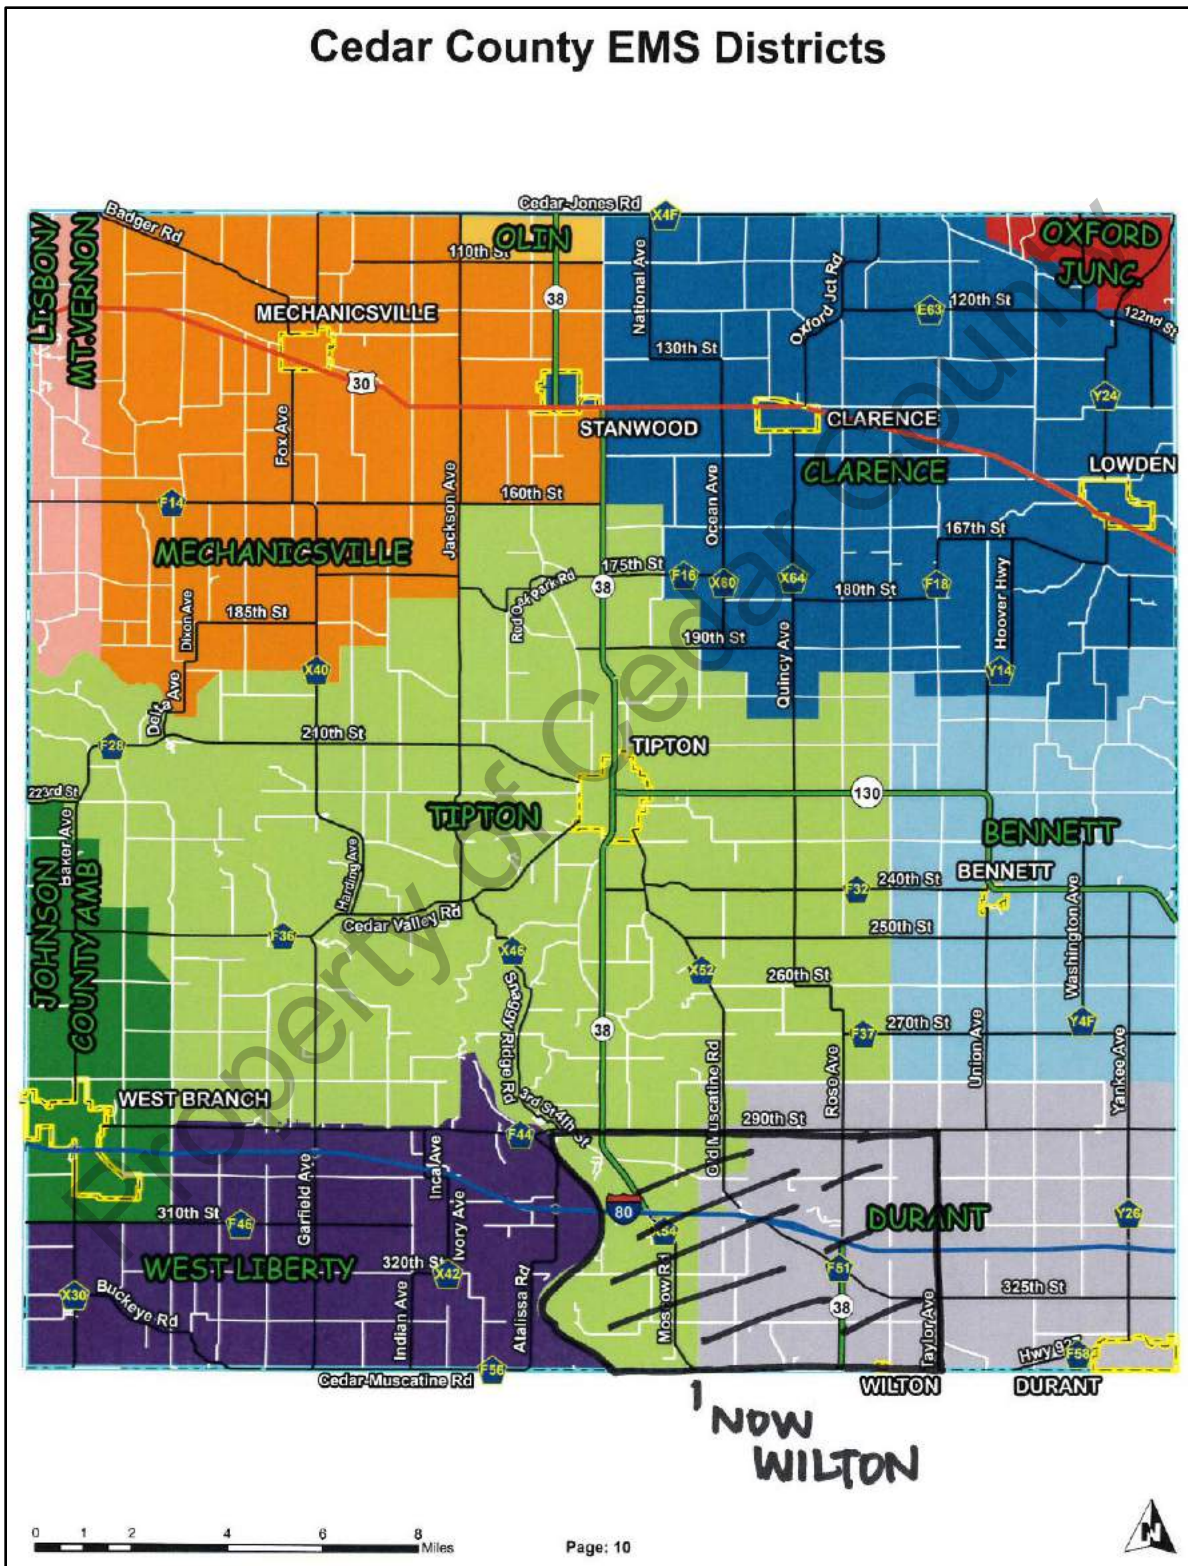 Cedar County EMS Districts
Cedar-Jones Rd
X4F
LISBON/
MT.VERNON
Badger Rd
OLIN
110th St
National Ave
Oxford Jct Rd
OXFORD
JUNC.
38
MECHANICSVILLE
E63
120th St
122nd St
130th St
30
Y24
STANWOOD
CLARENCE
Fox Ave
CLARENCE
LOWDEN
Jackson Ave
160th St
F14
Ocean Ave
167th St
MECHANICSVILLE
175th St
F16
X60
X64
180th St
F18
Hoover Hwy
Red Oak Park Rd
38
Dixon Ave
185th St
190th St
Quincy Ave
X40
Y14
Delta Ave
F28
210th St
TIPTON
223rd St
TIPTON
130
BENNETT
Baker Ave
Harding Ave
BENNETT
JOHNSON
COUNTY AMB
F32
240th St
Cedar Valley Rd
250th St
Washington Ave
F36
X46
X52
260th St
Snaggy Ridge Rd
38
F37
270th St
Y4F
Old Muscatine Rd
Rose Ave
Union Ave
Yankee Ave
WEST BRANCH
3rd St
4th St
290th St
F44
Garfield Ave
Inca Ave
310th St
F46
Ivory Ave
80
X54
DURANT
Y26
WEST LIBERTY
320th St
X42
F51
X30
Buckeye Rd
Indian Ave
Atalissa Rd
38
325th St
Taylor Ave
F56
Cedar-Muscatine Rd
Hwy 927
F58
WILTON
DURANT
NOW
WILTON
0 1 2 4 6 8
Miles
Page: 10
N
Property of Cedar County